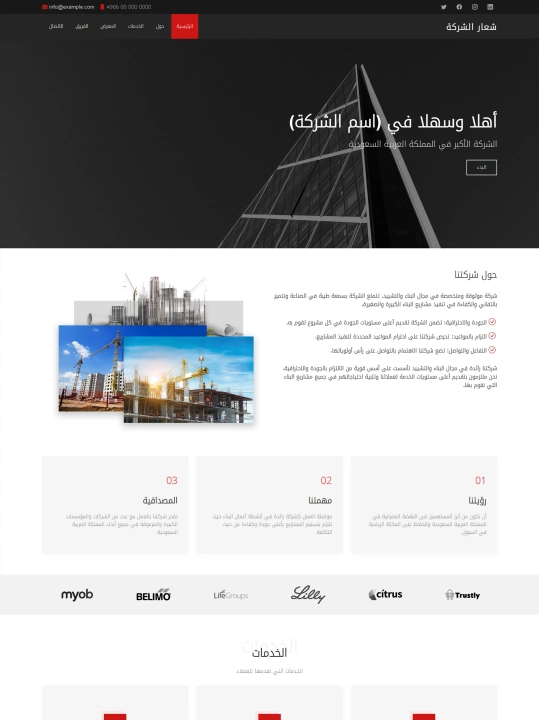 info@example.com
+966 00 000 0000
شعار الشركة
الرئيسية
حول
الخدمات
المعرض
الفريق
الاتصال
أهلا وسهلا في (اسم الشركة)
الشركة الأكبر في المملكة العربية السعودية
البدء
حول شركتنا
شركة موثوقة ومتخصصة في مجال البناء والتشييد. تتمتع الشركة بسمعة طيبة في الصناعة وتتميز
بالتفاني والكفاءة في تنفيذ مشاريع البناء الكبيرة والصغيرة.
الجودة والاحترافية: تضمن الشركة تقديم أعلى مستويات الجودة في كل مشروع تقوم به.
التزام بالمواعيد: تحرص شركتنا على احترام المواعيد المحددة لتنفيذ المشاريع.
التفاعل والتواصل: تضع شركتنا الاهتمام بالتواصل على رأس أولوياتها.
شركتنا رائدة في مجال البناء والتشييد تأسست على أسس قوية من الالتزام بالجودة والاحترافية.
نحن ملتزمون بتقديم أعلى مستويات الخدمة لعملائنا وتلبية احتياجاتهم في جميع مشاريع البناء
التي نقوم بها.
01
رؤيتنا
أن نكون من أبرز المساهمين في النهضة العمرانية في
المملكة العربية السعودية والحفاظ على المكانة الريادية
في السوق.
02
مهمتنا
مواصلة العمل كشركة رائدة في أنشطة أعمال البناء حيث
نلتزم بتسليم المشاريع بأعلى جودة وبكفاءة من حيث
التكلفة.
03
المصداقية
تفخر شركتنا بالعمل مع عدد من الشركات والمؤسسات
الكبيرة والمرموقة في جميع أنحاء المملكة العربية
السعودية.
myob
BELIMO
LifeGroups
Lilly
citrus
Trustly
الخدمات
الخدمات
الخدمات التي نقدمها للعملاء